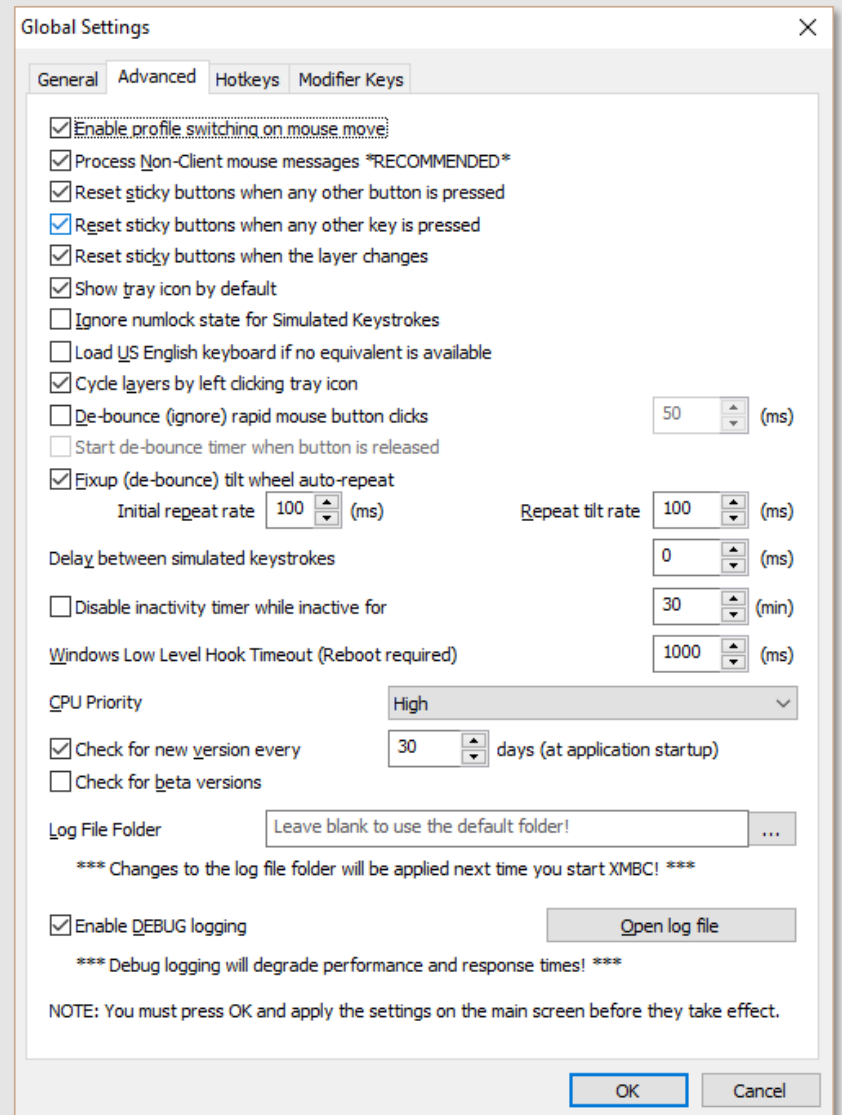 Global Settings
General Advanced Hotkeys Modifier Keys
Enable profile switching on mouse move
Process Non-Client mouse messages *RECOMMENDED*
Reset sticky buttons when any other button is pressed
Reset sticky buttons when any other key is pressed
Reset sticky buttons when the layer changes
Show tray icon by default
Ignore numlock state for Simulated Keystrokes
Load US English keyboard if no equivalent is available
Cycle layers by left clicking tray icon
De-bounce (ignore) rapid mouse button clicks 50 (ms)
Start de-bounce timer when button is released
Fixup (de-bounce) tilt wheel auto-repeat
Initial repeat rate 100 (ms) Repeat tilt rate 100 (ms)
Delay between simulated keystrokes 0 (ms)
Disable inactivity timer while inactive for 30 (min)
Windows Low Level Hook Timeout (Reboot required) 1000 (ms)
CPU Priority High
Check for new version every 30 days (at application startup)
Check for beta versions
Log File Folder Leave blank to use the default folder! ...
*** Changes to the log file folder will be applied next time you start XMBC! ***
Enable DEBUG logging Open log file
*** Debug logging will degrade performance and response times! ***
NOTE: You must press OK and apply the settings on the main screen before they take effect.
OK Cancel